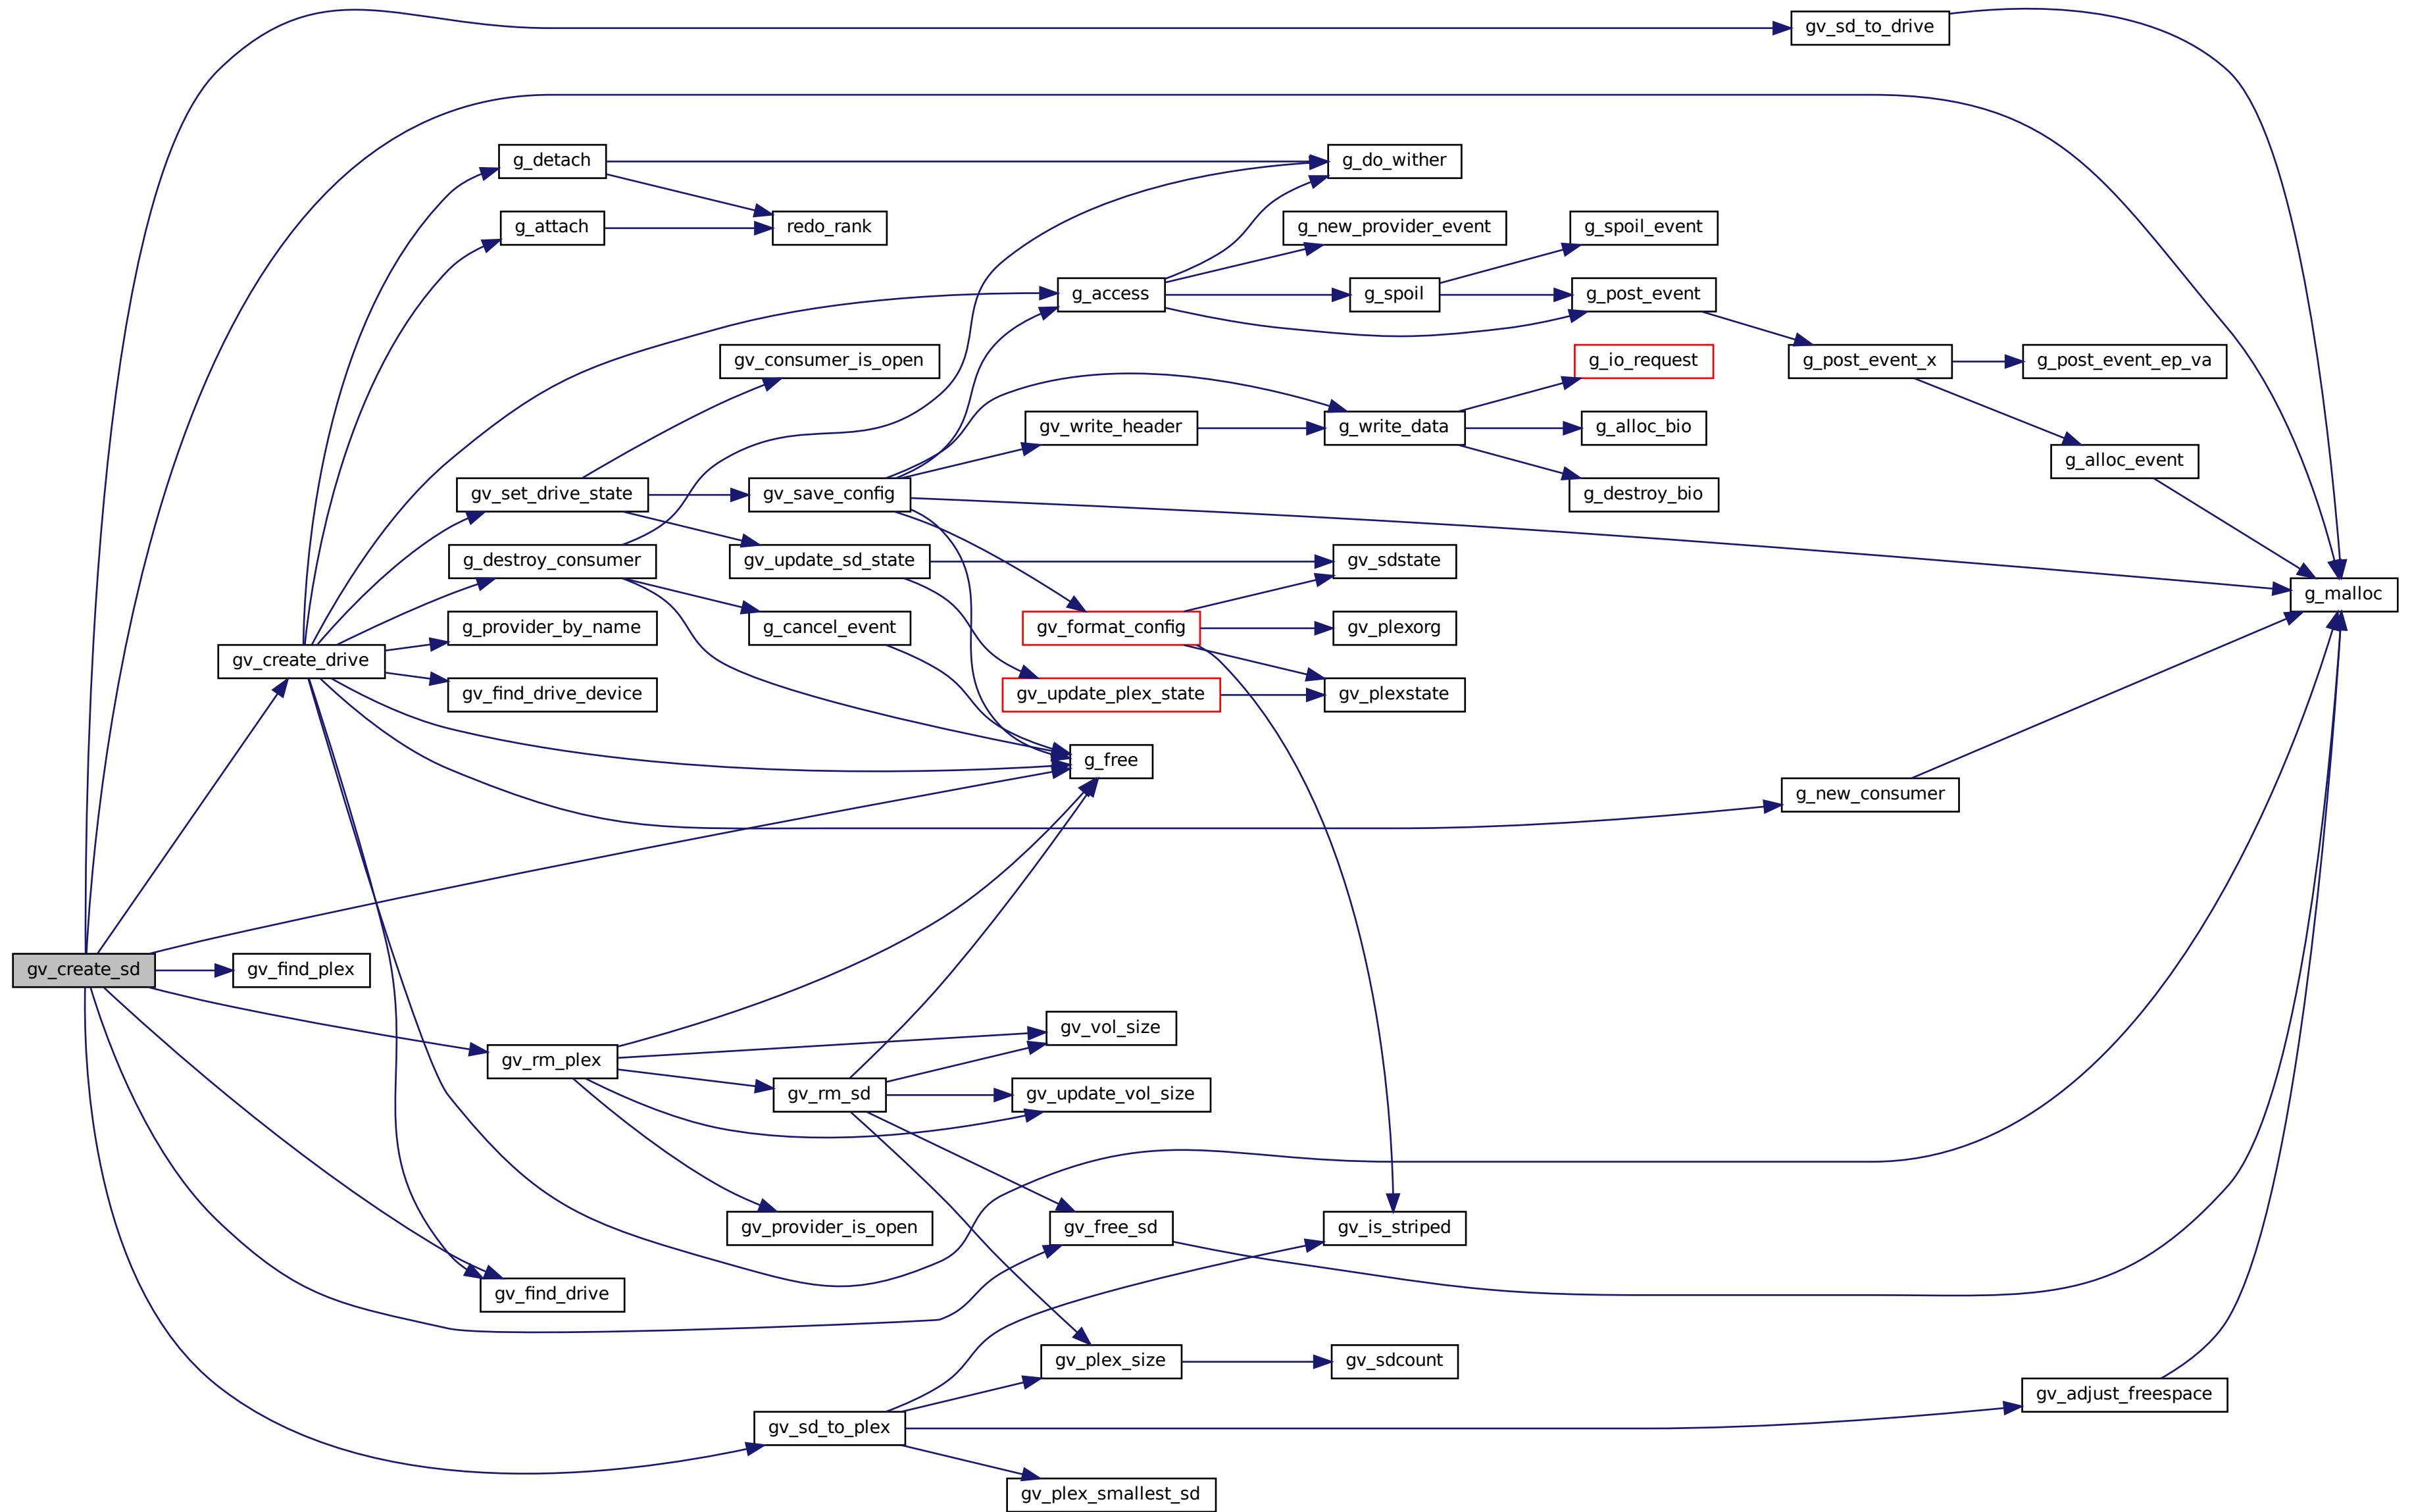 gv_sd_to_drive
g_detach
g_do_wither
g_attach
redo_rank
g_new_provider_event
g_spoil_event
g_access
g_spoil
g_post_event
gv_consumer_is_open
g_io_request
g_post_event_x
g_post_event_ep_va
gv_write_header
g_write_data
g_alloc_bio
g_alloc_event
gv_set_drive_state
gv_save_config
g_destroy_bio
g_destroy_consumer
gv_update_sd_state
gv_sdstate
g_malloc
g_provider_by_name
g_cancel_event
gv_format_config
gv_plexorg
gv_create_drive
gv_find_drive_device
gv_update_plex_state
gv_plexstate
g_free
g_new_consumer
gv_create_sd
gv_find_plex
gv_vol_size
gv_rm_plex
gv_rm_sd
gv_update_vol_size
gv_provider_is_open
gv_free_sd
gv_is_striped
gv_find_drive
gv_plex_size
gv_sdcount
gv_adjust_freespace
gv_sd_to_plex
gv_plex_smallest_sd